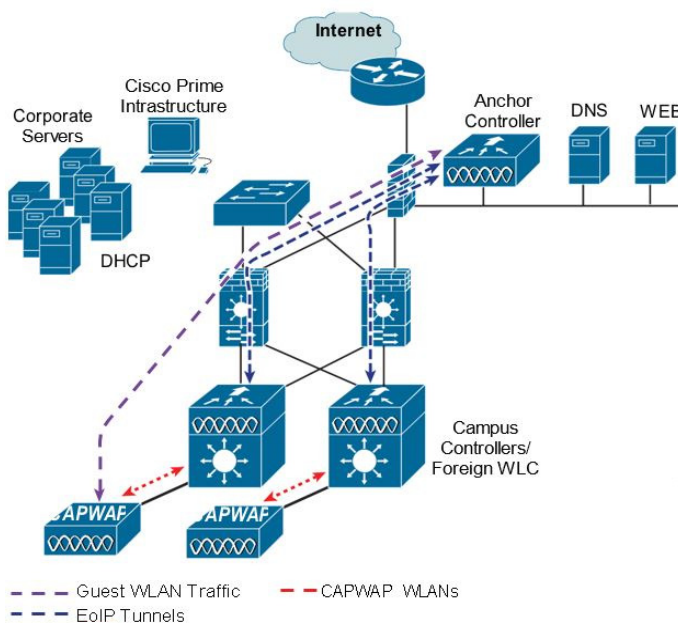 Internet
Cisco Prime
Intrastructure
Corporate
Servers
Anchor
Controller
DNS
WEB
DHCP
Campus
Controllers/
Foreign WLC
CAPWAP
CAPWAP
Guest WLAN Traffic
CAPWAP WLANs
EoIP Tunnels